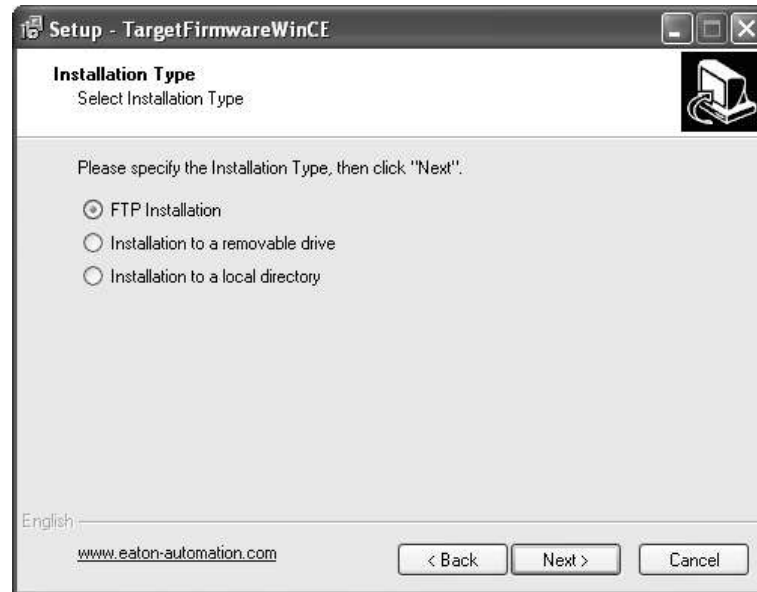 Setup - TargetFirmwareWinCE
Installation Type
Select Installation Type
Please specify the Installation Type, then click "Next".
FTP Installation
Installation to a removable drive
Installation to a local directory
English
www.eaton-automation.com
< Back
Next >
Cancel